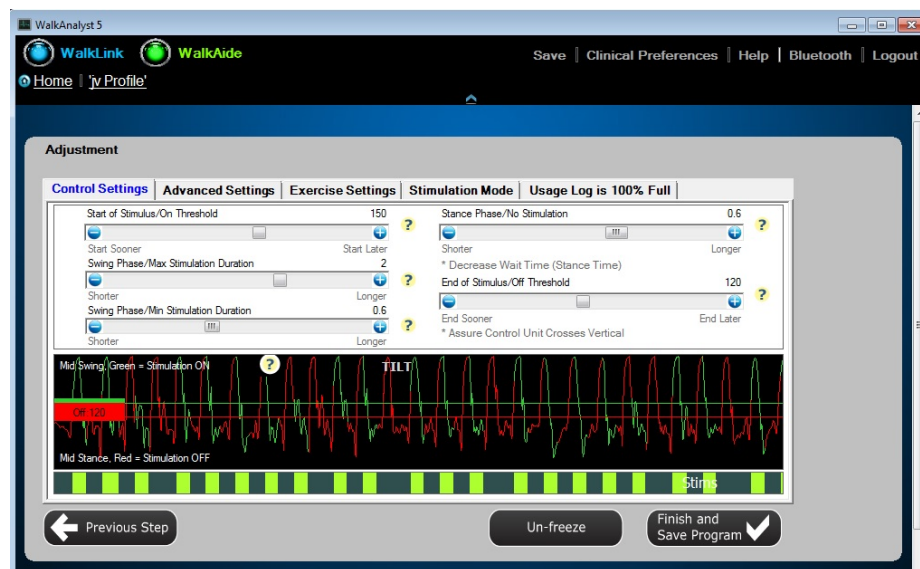 WalkAnalyst 5
WalkLink WalkAide
Save Clinical Preferences Help Bluetooth Logout
Home 'jv Profile'
Adjustment
Control Settings Advanced Settings Exercise Settings Stimulation Mode Usage Log is 100% Full
Start of Stimulus/On Threshold 150
?
Start Sooner Start Later
Swing Phase/Max Stimulation Duration 2
?
Shorter Longer
Swing Phase/Min Stimulation Duration 0.6
?
Shorter Longer
Stance Phase/No Stimulation 0.6
?
Shorter Longer
* Decrease Wait Time (Stance Time)
End of Stimulus/Off Threshold 120
?
End Sooner End Later
* Assure Control Unit Crosses Vertical
Mid Swing, Green = Stimulation ON ? TILT
Off 120
Mid Stance, Red = Stimulation OFF
Stims
Previous Step
Un-freeze
Finish and
Save Program